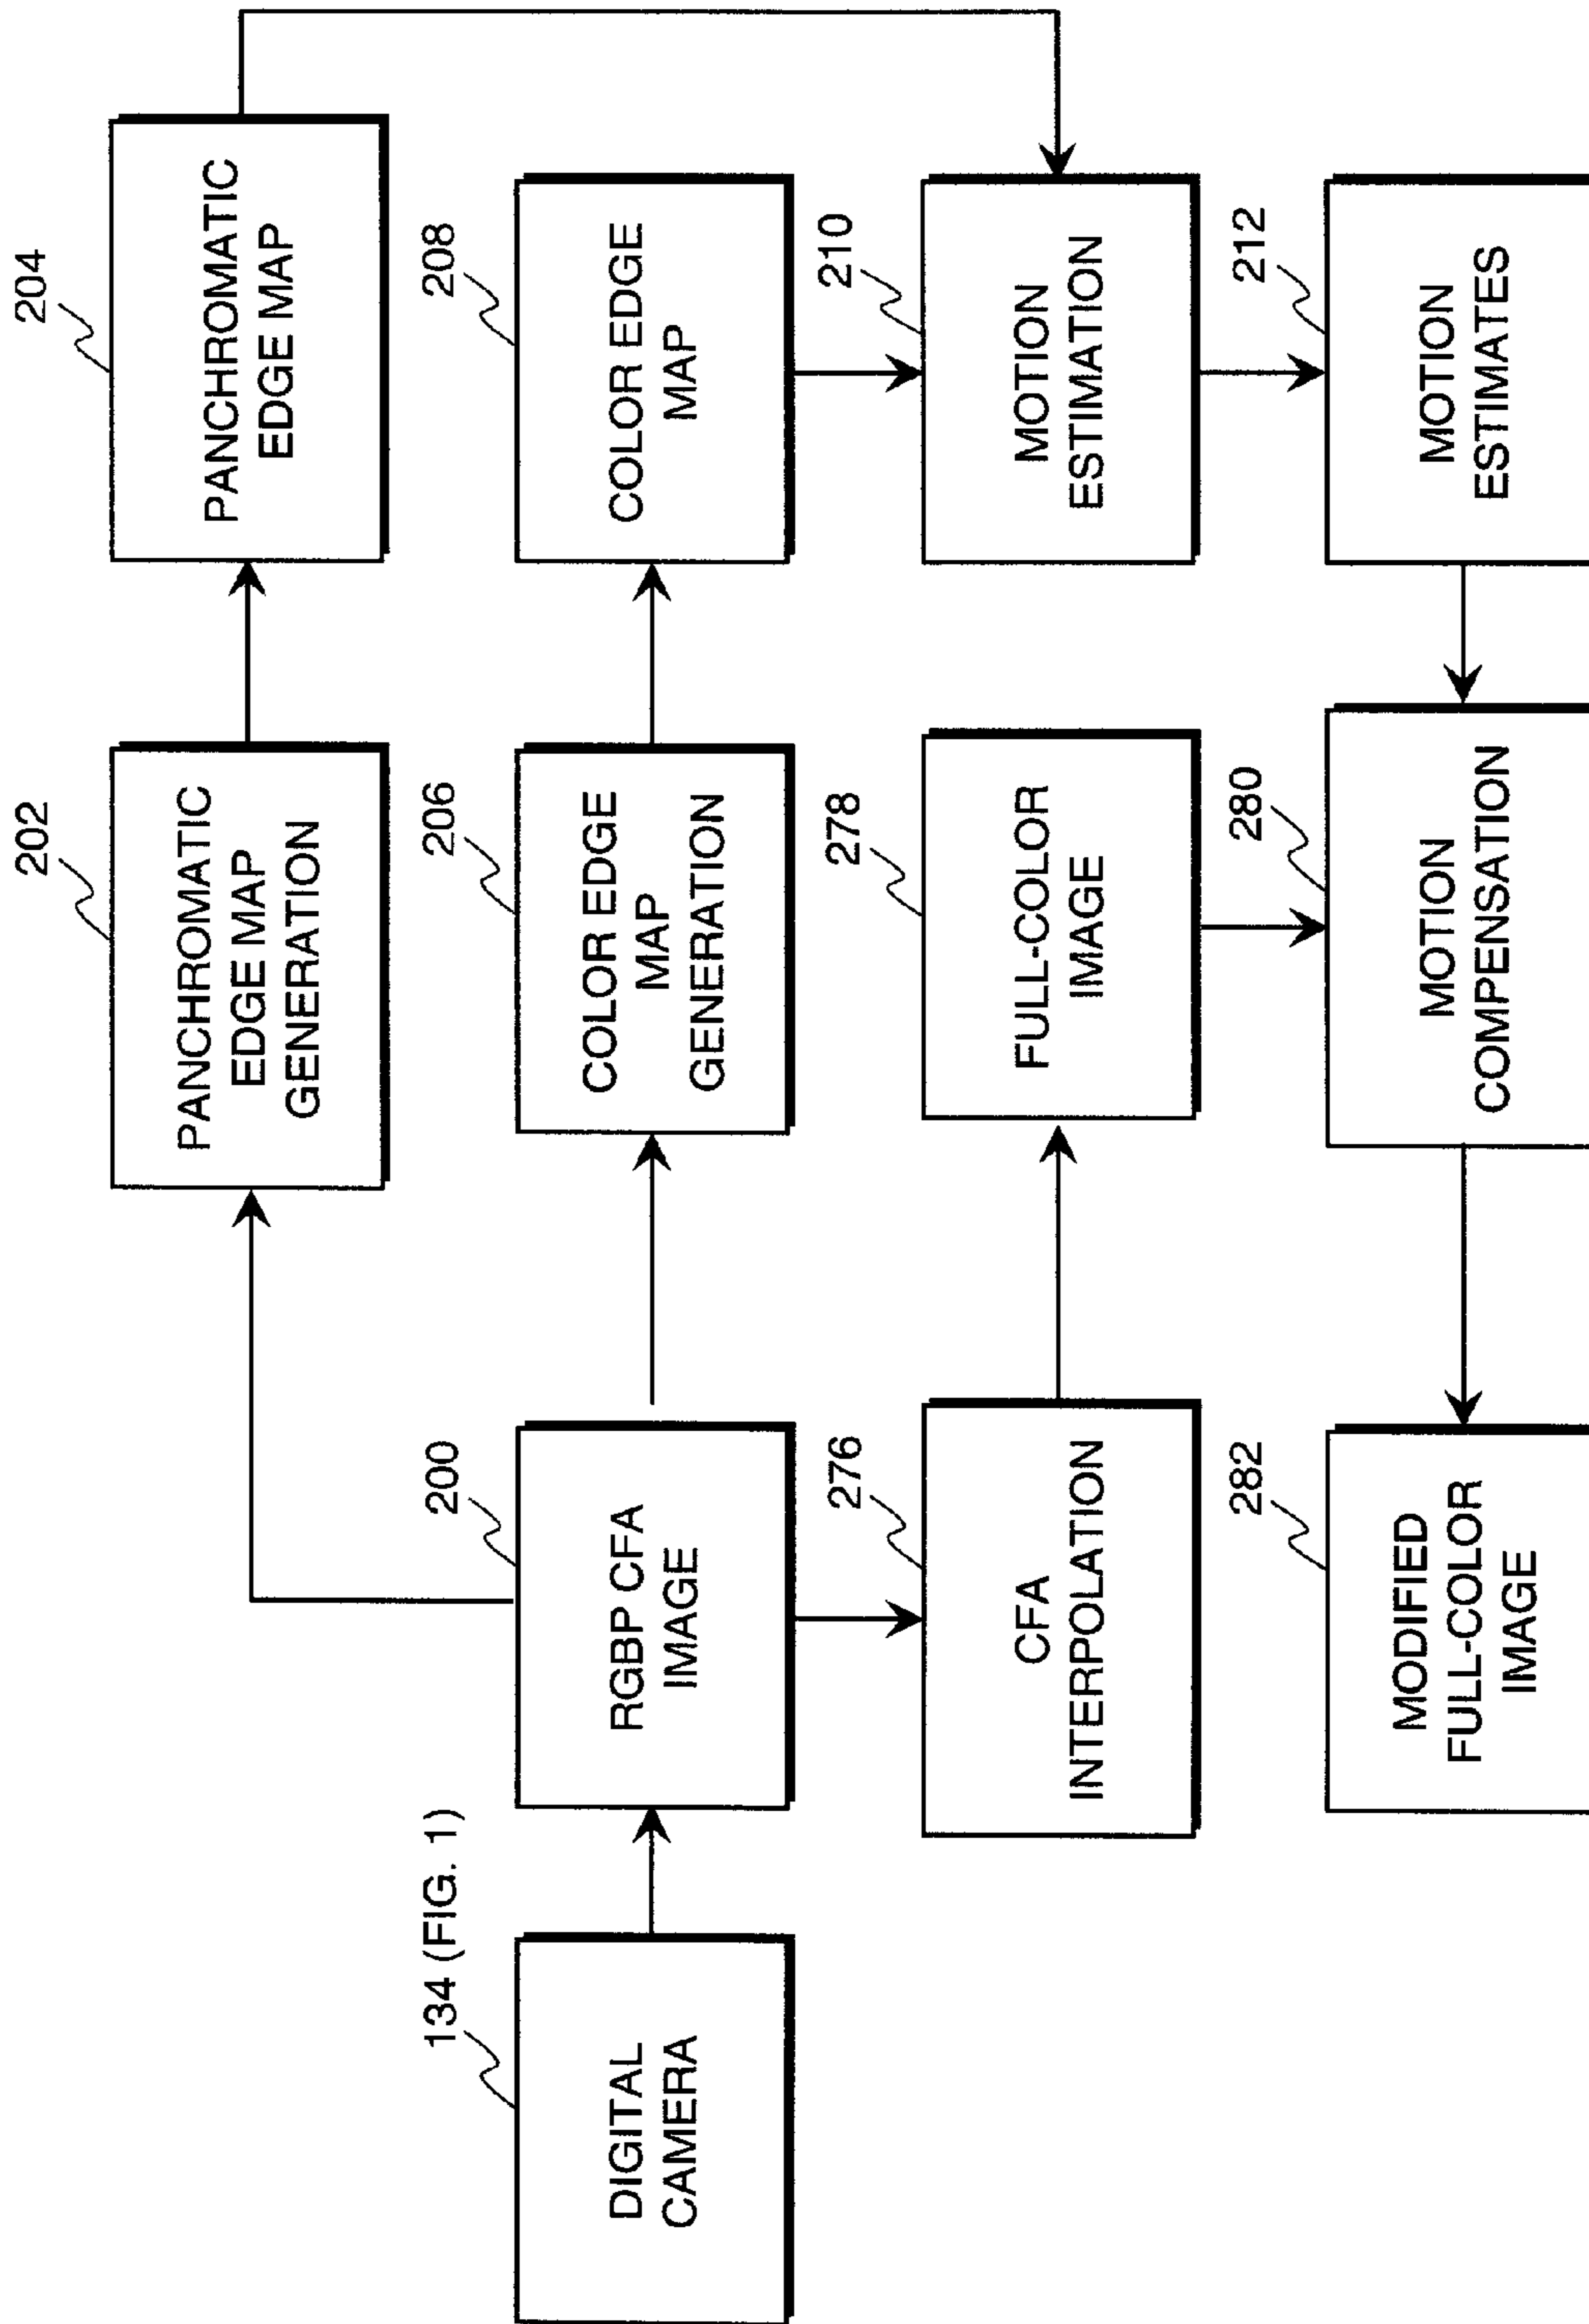 202
PANCHROMATIC
EDGE MAP
GENERATION
204
PANCHROMATIC
EDGE MAP
134 (FIG. 1)
DIGITAL
CAMERA
200
RGBP CFA
IMAGE
206
COLOR EDGE
MAP
GENERATION
208
COLOR EDGE
MAP
276
CFA
INTERPOLATION
278
FULL-COLOR
IMAGE
210
MOTION
ESTIMATION
282
MODIFIED
FULL-COLOR
IMAGE
280
MOTION
COMPENSATION
212
MOTION
ESTIMATES